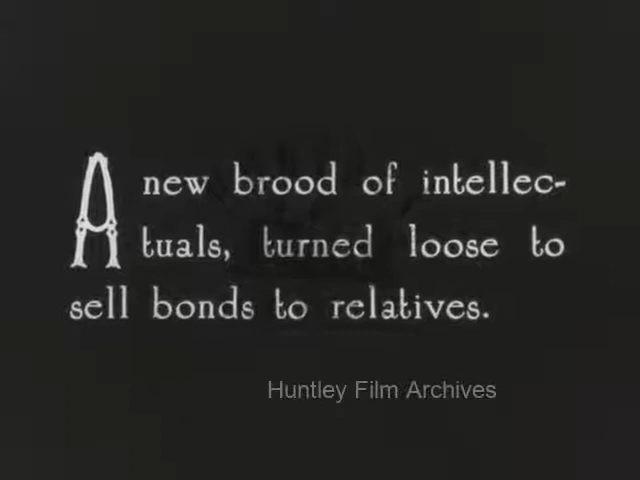 A new brood of intellec-
tuals, turned loose to
sell bonds to relatives.
Huntley Film Archives